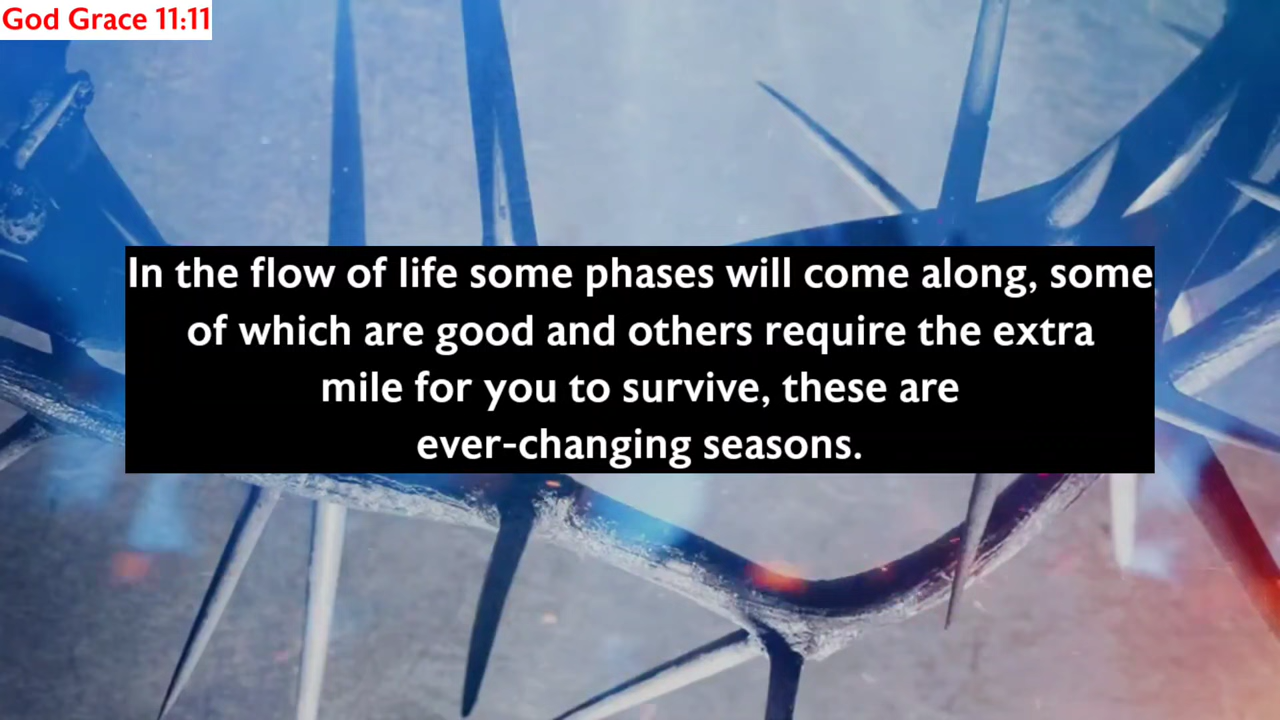 God Grace 11:11
In the flow of life some phases will come along, some
of which are good and others require the extra
mile for you to survive, these are
ever-changing seasons.